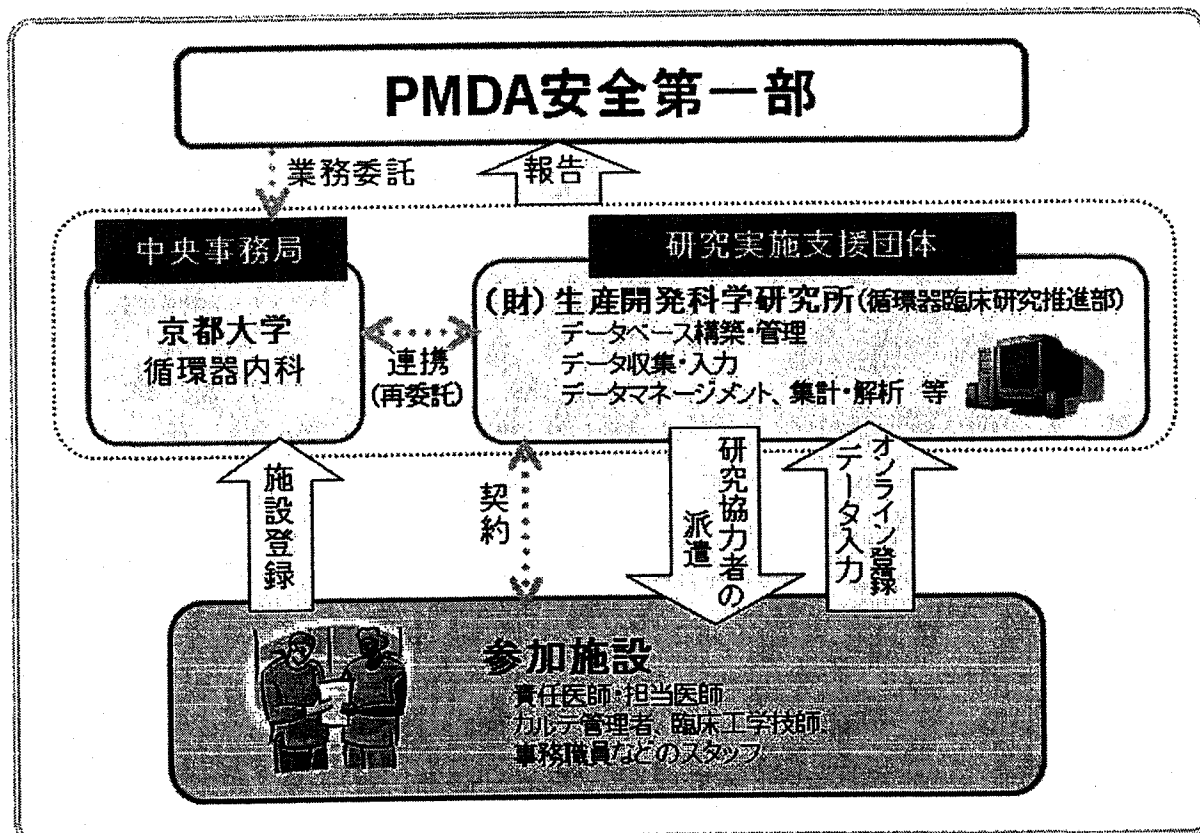 PMDA安全第一部
業務委託
報告
中央事務局
京都大学
循環器内科
連携
(再委託)
研究実施支援団体
(財)生産開発科学研究所(循環器臨床研究推進部)
データベース構築・管理
データ収集・入力
データマネージメント、集計・解析 等
施設登録
契約
研究協力者の
派遣
オンライン登録
データ入力
参加施設
責任医師・担当医師
カルテ管理者、臨床工学技師
事務職員などのスタッフ